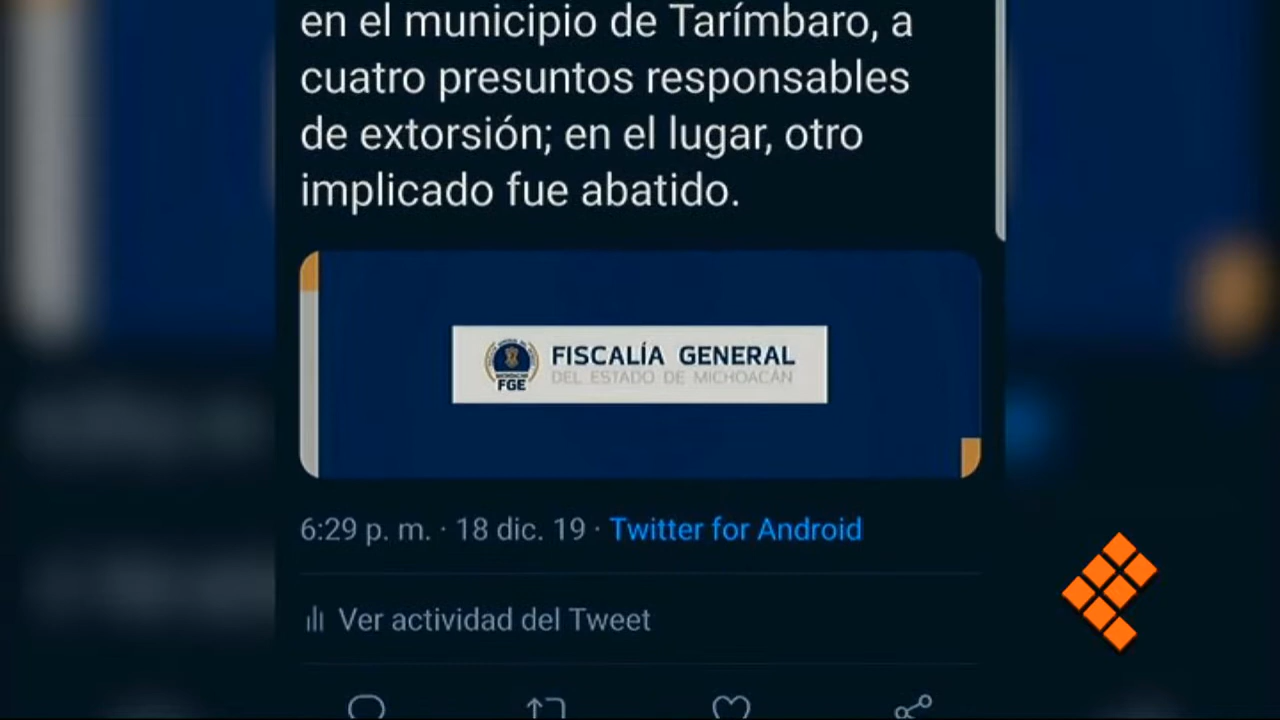 en el municipio de Tarímbaro, a
cuatro presuntos responsables
de extorsión; en el lugar, otro
implicado fue abatido.
FISCALÍA GENERAL
DEL ESTADO DE MICHOACÁN
MICHOACÁN
FGE
6:29 p. m. · 18 dic. 19 · Twitter for Android
Ver actividad del Tweet